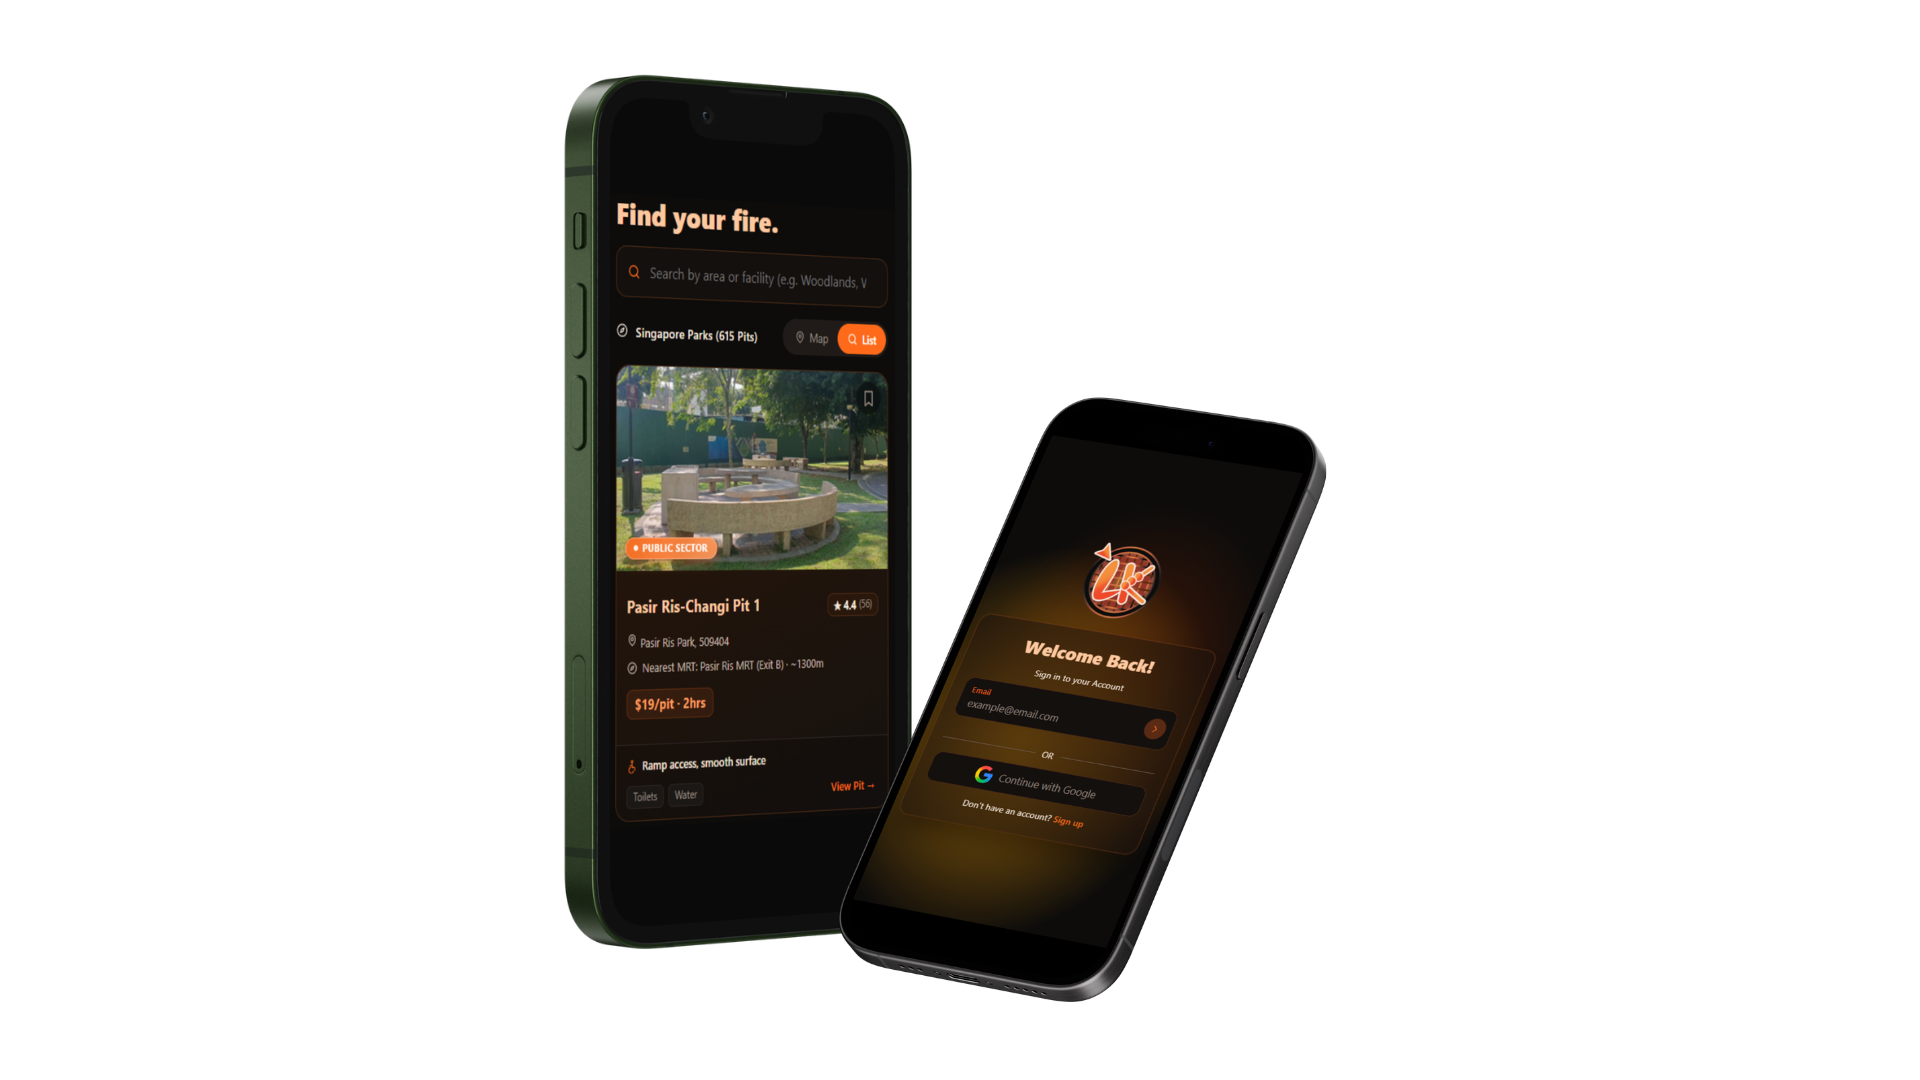 Find your fire.
Search by area or facility (e.g. Woodlands, W
Singapore Parks (615 Pits)
Map
List
PUBLIC SECTOR
Pasir Ris-Changi Pit 1
★ 4.4 (56)
Pasir Ris Park, 509404
Nearest MRT: Pasir Ris MRT (Exit B) · ~1300m
$19/pit · 2hrs
Ramp access, smooth surface
Toilets
Water
View Pit →
LK
Welcome Back!
Sign in to your Account
Email
example@email.com
OR
Continue with Google
Don't have an account? Sign up